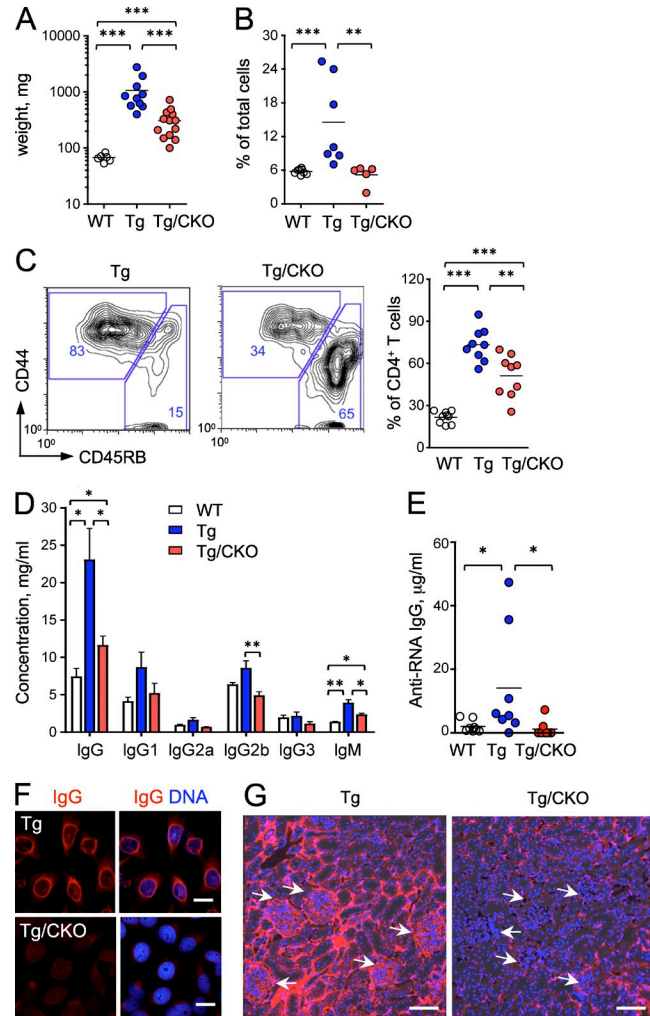 A
***
*** ***
weight, mg
10000
1000
100
10
WT Tg Tg/CKO
B
*** **
% of total cells
30
24
18
12
6
0
WT Tg Tg/CKO
C
Tg Tg/CKO
83
15
34
65
10⁰
10⁰
10⁰
10⁰
CD44
CD45RB
***
*** **
% of CD4⁺ T cells
120
90
60
30
0
WT Tg Tg/CKO
D
Concentration, mg/ml
30
25
20
15
10
5
0
*
* *
WT
Tg
Tg/CKO
**
*
** *
IgG IgG1 IgG2a IgG2b IgG3 IgM
E
Anti-RNA IgG, μg/ml
60
40
20
0
* *
WT Tg Tg/CKO
F IgG IgG DNA
Tg
Tg/CKO
G Tg Tg/CKO